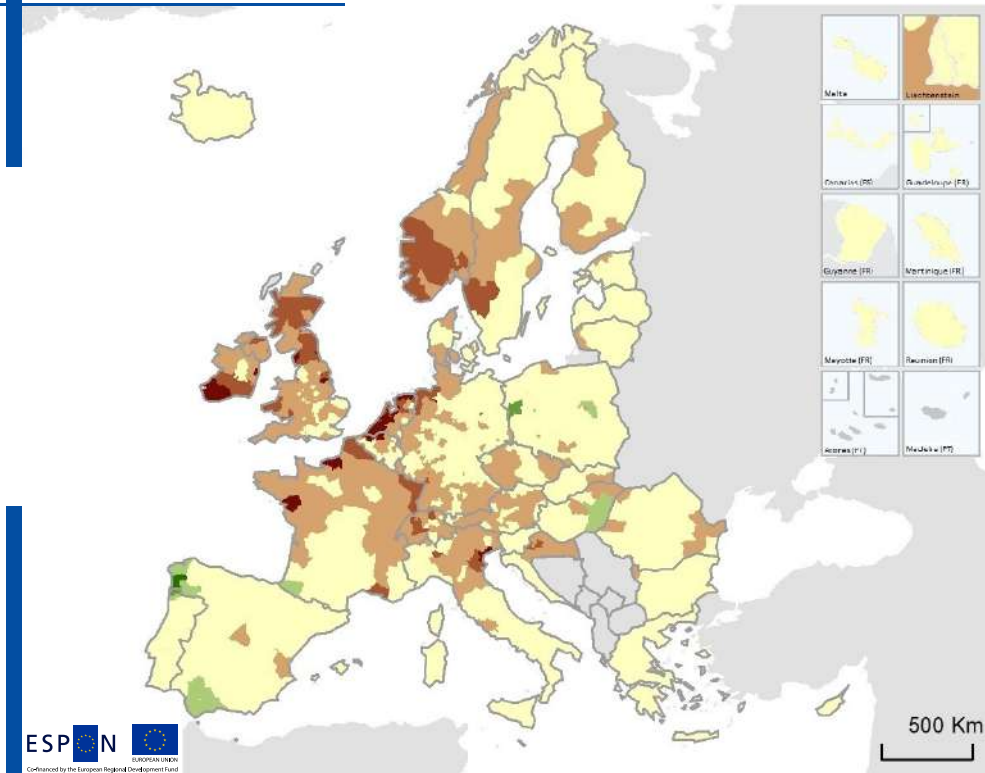 Malta
Liechtenstein
Canarias (ES)
Guadeloupe (FR)
Guyane (FR)
Martinique (FR)
Mayotte (FR)
Reunion (FR)
Acores (PT)
Madeira (PT)
500 Km
ESPON
EUROPEAN UNION
Co-financed by the European Regional Development Fund